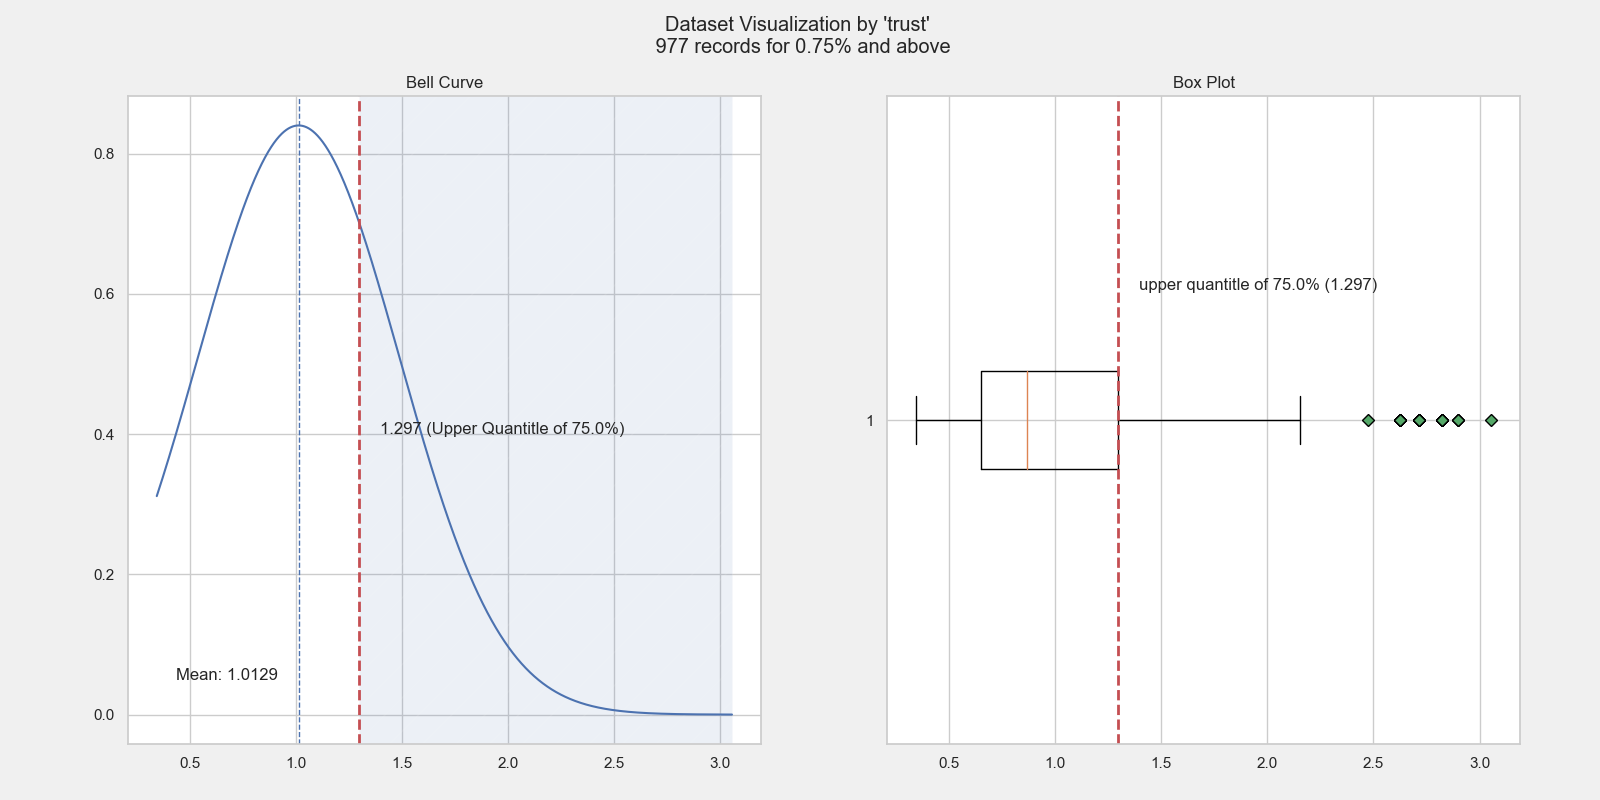 Dataset Visualization by 'trust'
977 records for 0.75% and above
Bell Curve
0.8
0.6
0.4
0.2
0.0
1.297 (Upper Quantitle of 75.0%)
Mean: 1.0129
0.5 1.0 1.5 2.0 2.5 3.0
Box Plot
upper quantitle of 75.0% (1.297)
1
0.5 1.0 1.5 2.0 2.5 3.0